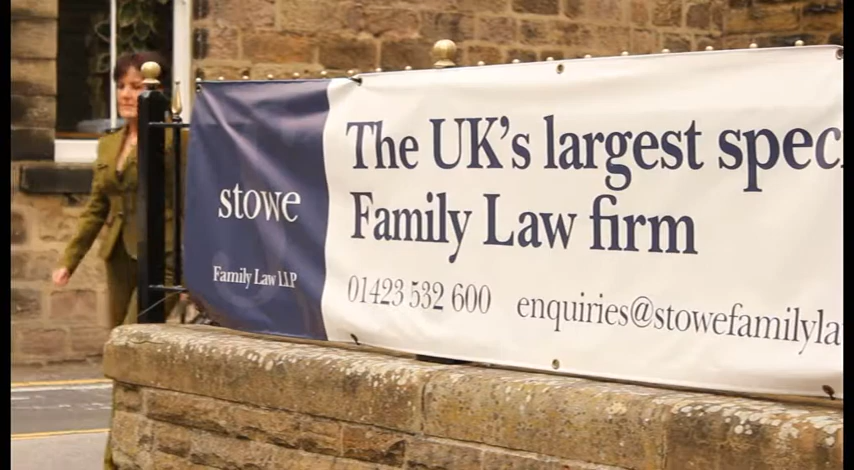 stowe
Family Law LLP
The UK's largest spec
Family Law firm
01423 532 600 enquiries@stowefamilyla